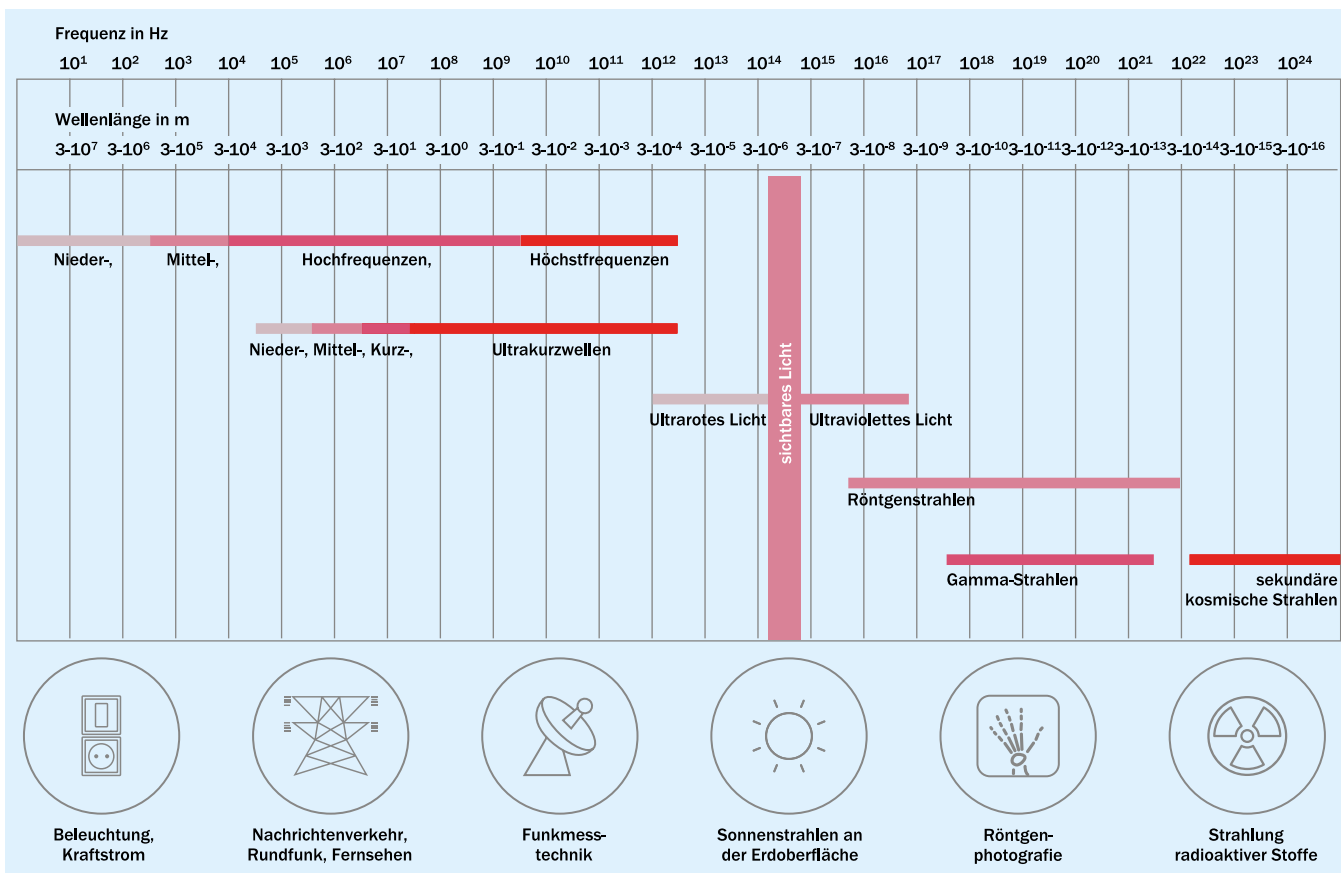 Frequenz in Hz
10¹ 10² 10³ 10⁴ 10⁵ 10⁶ 10⁷ 10⁸ 10⁹ 10¹⁰ 10¹¹ 10¹² 10¹³ 10¹⁴ 10¹⁵ 10¹⁶ 10¹⁷ 10¹⁸ 10¹⁹ 10²⁰ 10²¹ 10²² 10²³ 10²⁴
Wellenlänge in m
3-10⁷ 3-10⁶ 3-10⁵ 3-10⁴ 3-10³ 3-10² 3-10¹ 3-10⁰ 3-10⁻¹ 3-10⁻² 3-10⁻³ 3-10⁻⁴ 3-10⁻⁵ 3-10⁻⁶ 3-10⁻⁷ 3-10⁻⁸ 3-10⁻⁹ 3-10⁻¹⁰ 3-10⁻¹¹ 3-10⁻¹² 3-10⁻¹³ 3-10⁻¹⁴ 3-10⁻¹⁵ 3-10⁻¹⁶
Nieder-, Mittel-, Hochfrequenzen, Höchstfrequenzen
Nieder-, Mittel-, Kurz-, Ultrakurzwellen
sichtbares Licht
Ultrarotes Licht Ultraviolettes Licht
Röntgenstrahlen
Gamma-Strahlen
sekundäre
kosmische Strahlen
Beleuchtung,
Kraftstrom
Nachrichtenverkehr,
Rundfunk, Fernsehen
Funkmess-
technik
Sonnenstrahlen an
der Erdoberfläche
Röntgen-
photografie
Strahlung
radioaktiver Stoffe